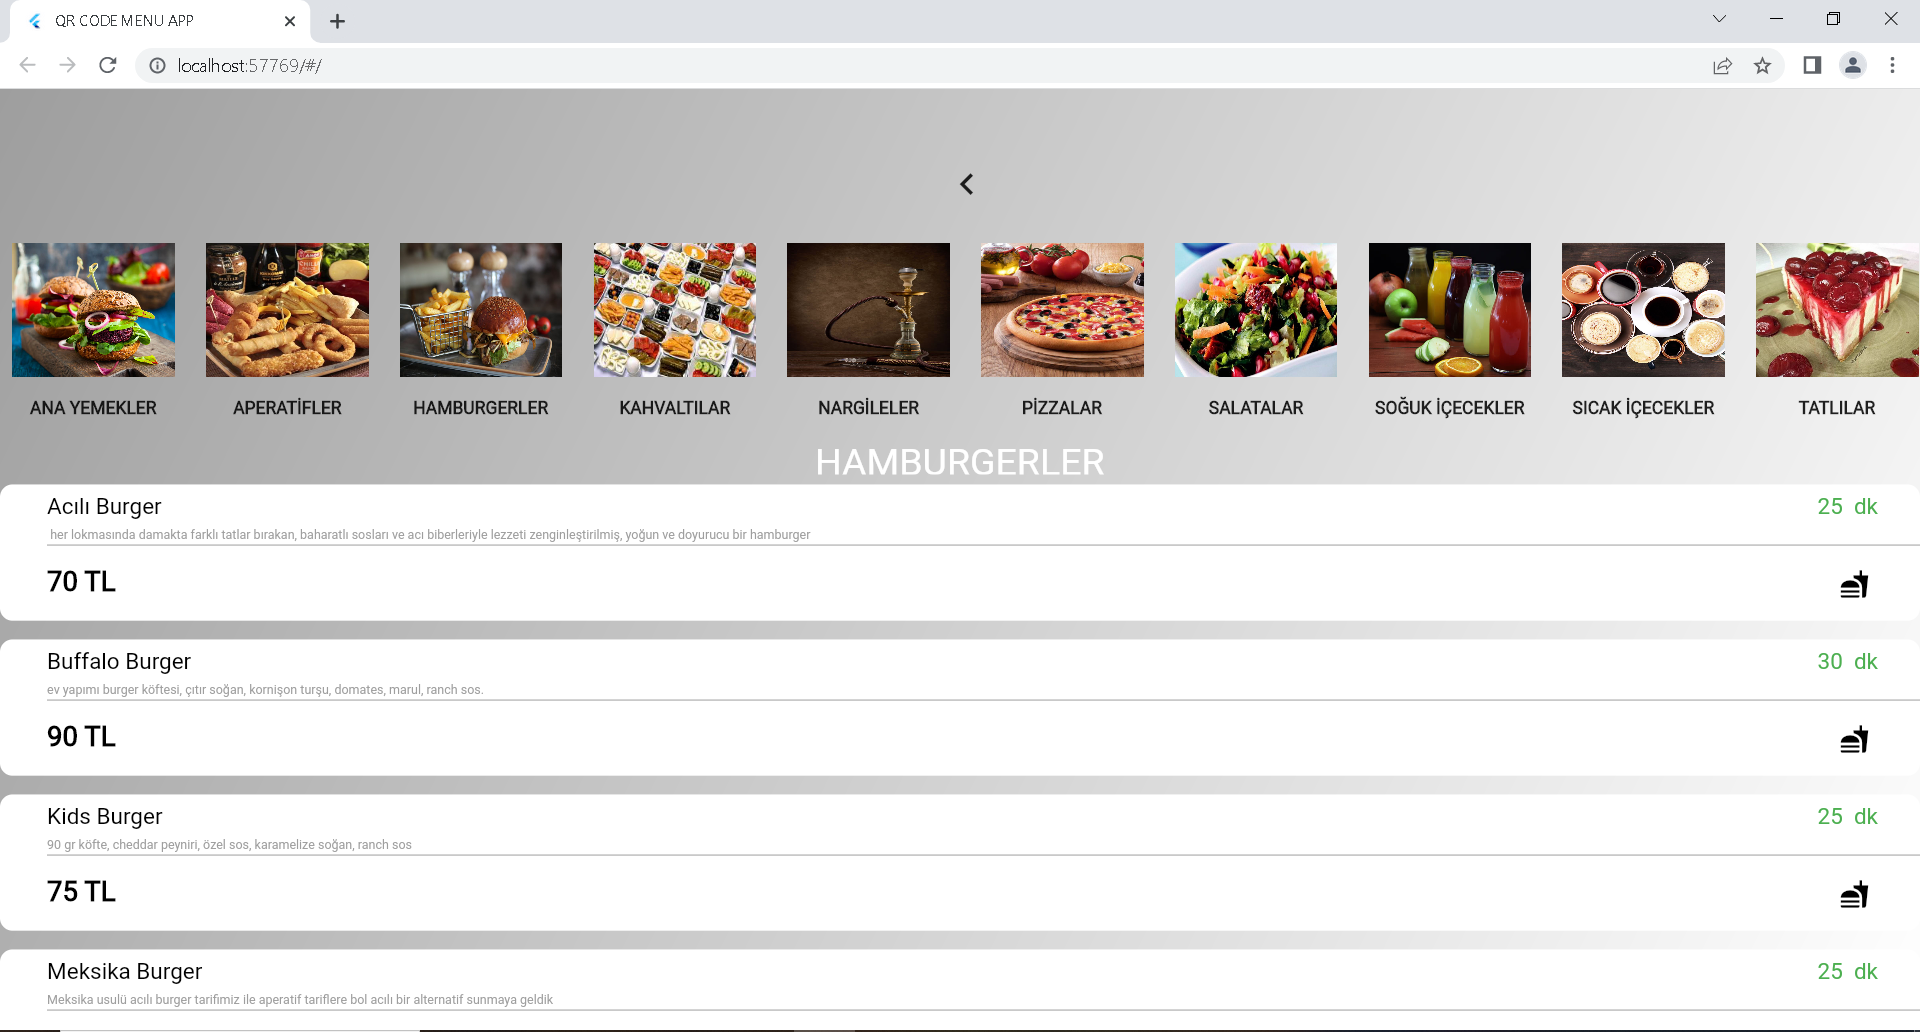 QR CODE MENU APP
localhost:57769/#/
ANA YEMEKLER
APERATİFLER
HAMBURGERLER
KAHVALTILAR
NARGİLELER
PİZZALAR
SALATALAR
SOĞUK İÇECEKLER
SICAK İÇECEKLER
TATLILAR
HAMBURGERLER
Acılı Burger
25 dk
her lokmasında damakta farklı tatlar bırakan, baharatlı sosları ve acı biberleriyle lezzeti zenginleştirilmiş, yoğun ve doyurucu bir hamburger
70 TL
Buffalo Burger
30 dk
ev yapımı burger köftesi, çıtır soğan, kornişon turşu, domates, marul, ranch sos.
90 TL
Kids Burger
25 dk
90 gr köfte, cheddar peyniri, özel sos, karamelize soğan, ranch sos
75 TL
Meksika Burger
25 dk
Meksika usulü acılı burger tarifimiz ile aperatif tariflere bol acılı bir alternatif sunmaya geldik